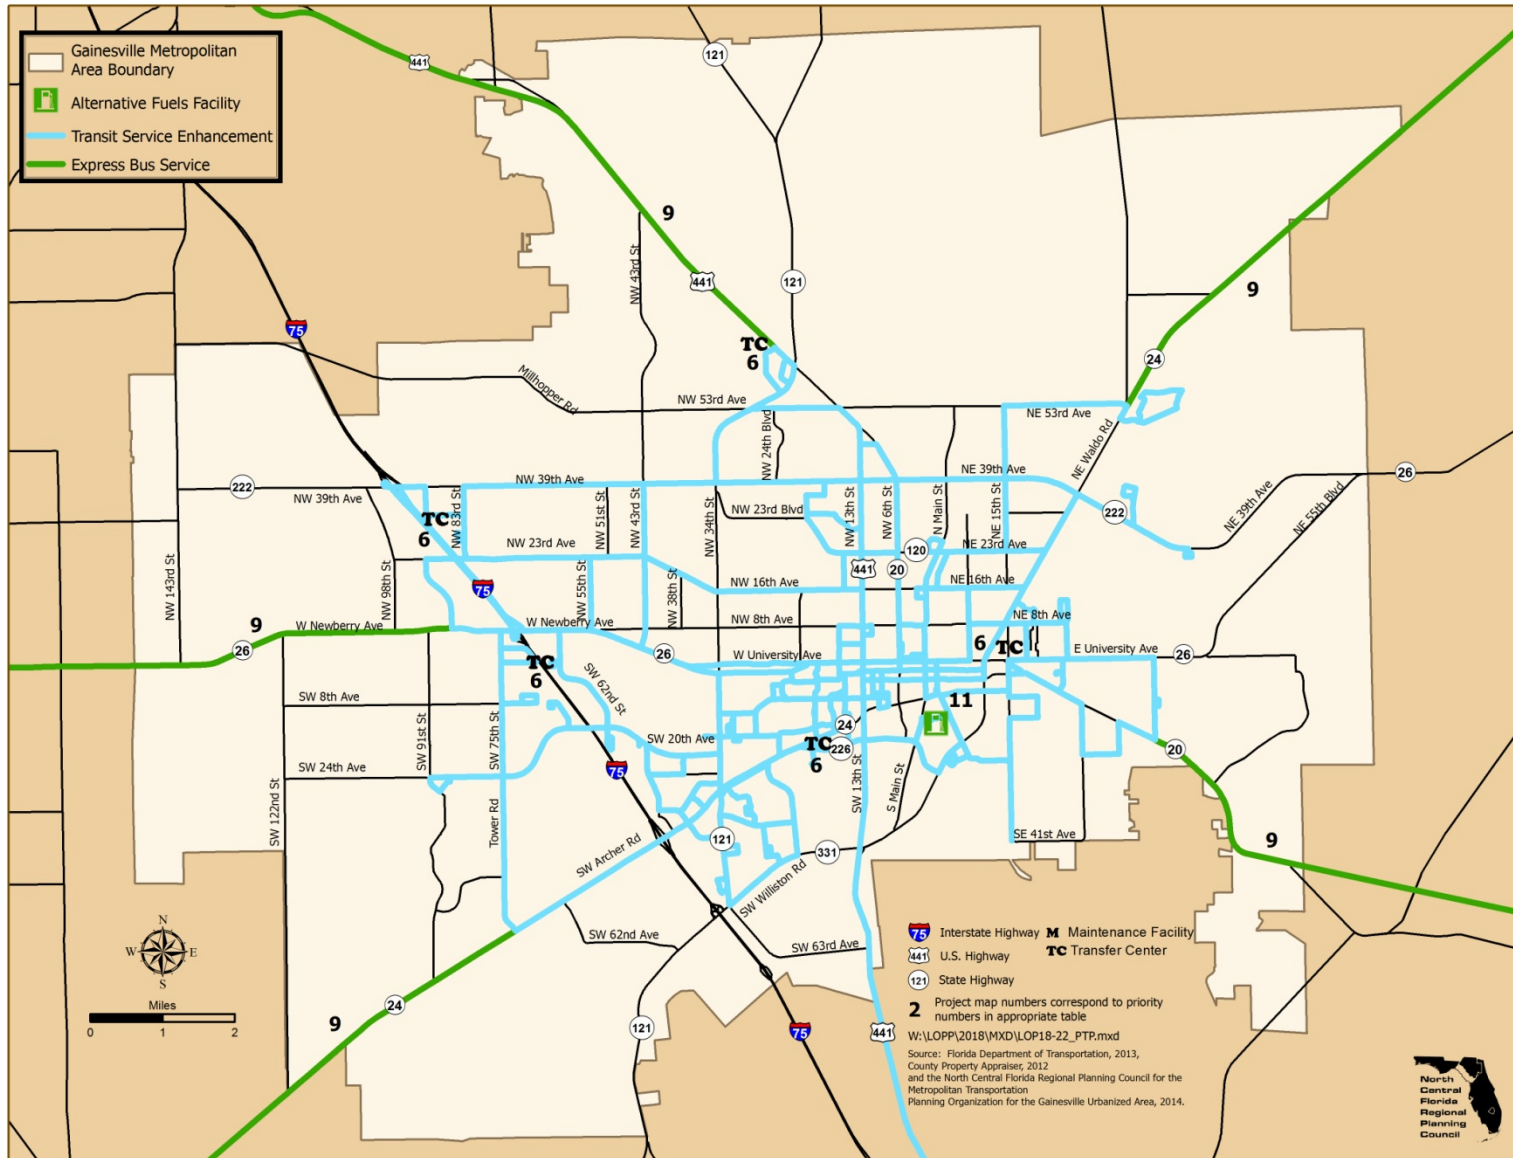 Gainesville Metropolitan
Area Boundary
Alternative Fuels Facility
Transit Service Enhancement
Express Bus Service
441
121
9
NW 43rd St
441
121
9
75
TC
6
24
Millhopper Rd
NW 53rd Ave
NE 53rd Ave
NW 24th Blvd
NE Waldo Rd
26
222
NW 39th Ave
NW 39th Ave
NE 39th Ave
NW 83rd St
NW 51st St
NW 43rd St
NW 34th St
NW 23rd Blvd
NW 13th St
NW 6th St
N Main St
NE 15th St
222
NE 39th Ave
NE 55th Blvd
TC
6
NW 23rd Ave
120
NE 23rd Ave
441
20
NW 143rd St
NW 98th St
75
NW 55th St
NW 38th St
NW 16th Ave
NE 16th Ave
9
W Newberry Ave
W Newberry Ave
NW 8th Ave
NE 8th Ave
26
26
W University Ave
6 TC
E University Ave
26
TC
6
SW 62nd St
SW 8th Ave
11
24
SW 91st St
SW 75th St
SW 20th Ave
TC
6
226
20
SW 24th Ave
75
SW 13th St
S Main St
SW 122nd St
Tower Rd
SW Archer Rd
121
331
SE 41st Ave
9
SW Williston Rd
SW 62nd Ave
SW 63rd Ave
N
W E
S
Miles
0 1 2
24
9
121
75
441
75 Interstate Highway M Maintenance Facility
441 U.S. Highway TC Transfer Center
121 State Highway
2 Project map numbers correspond to priority
numbers in appropriate table
W:\LOPP\2018\MXD\LOP18-22_PTP.mxd
Source: Florida Department of Transportation, 2013,
County Property Appraiser, 2012
and the North Central Florida Regional Planning Council for the
Metropolitan Transportation
Planning Organization for the Gainesville Urbanized Area, 2014.
North
Central
Florida
Regional
Planning
Council